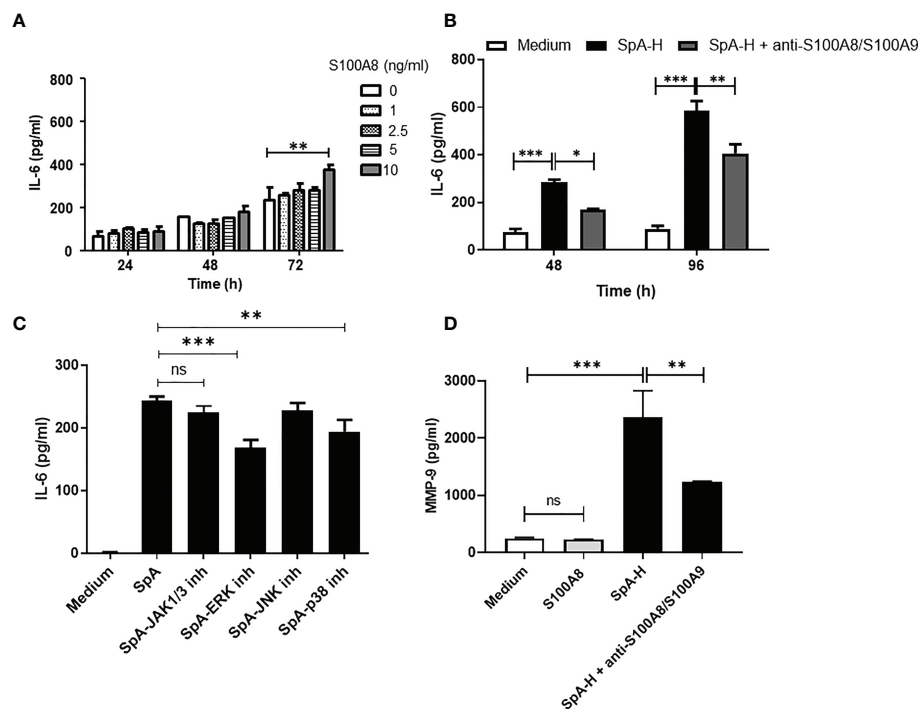 A
S100A8 (ng/ml)
0
1
2.5
5
10
IL-6 (pg/ml)
800
600
400
200
0
**
24 48 72
Time (h)
B
Medium SpA-H SpA-H + anti-S100A8/S100A9
IL-6 (pg/ml)
800
600
400
200
0
*** *
*** **
48 96
Time (h)
C
**
***
ns
IL-6 (pg/ml)
300
200
100
0
Medium
SpA
SpA-JAK1/3 inh
SpA-ERK inh
SpA-JNK inh
SpA-p38 inh
D
*** **
ns
MMP-9 (pg/ml)
3000
2000
1000
0
Medium
S100A8
SpA-H
SpA-H + anti-S100A8/S100A9